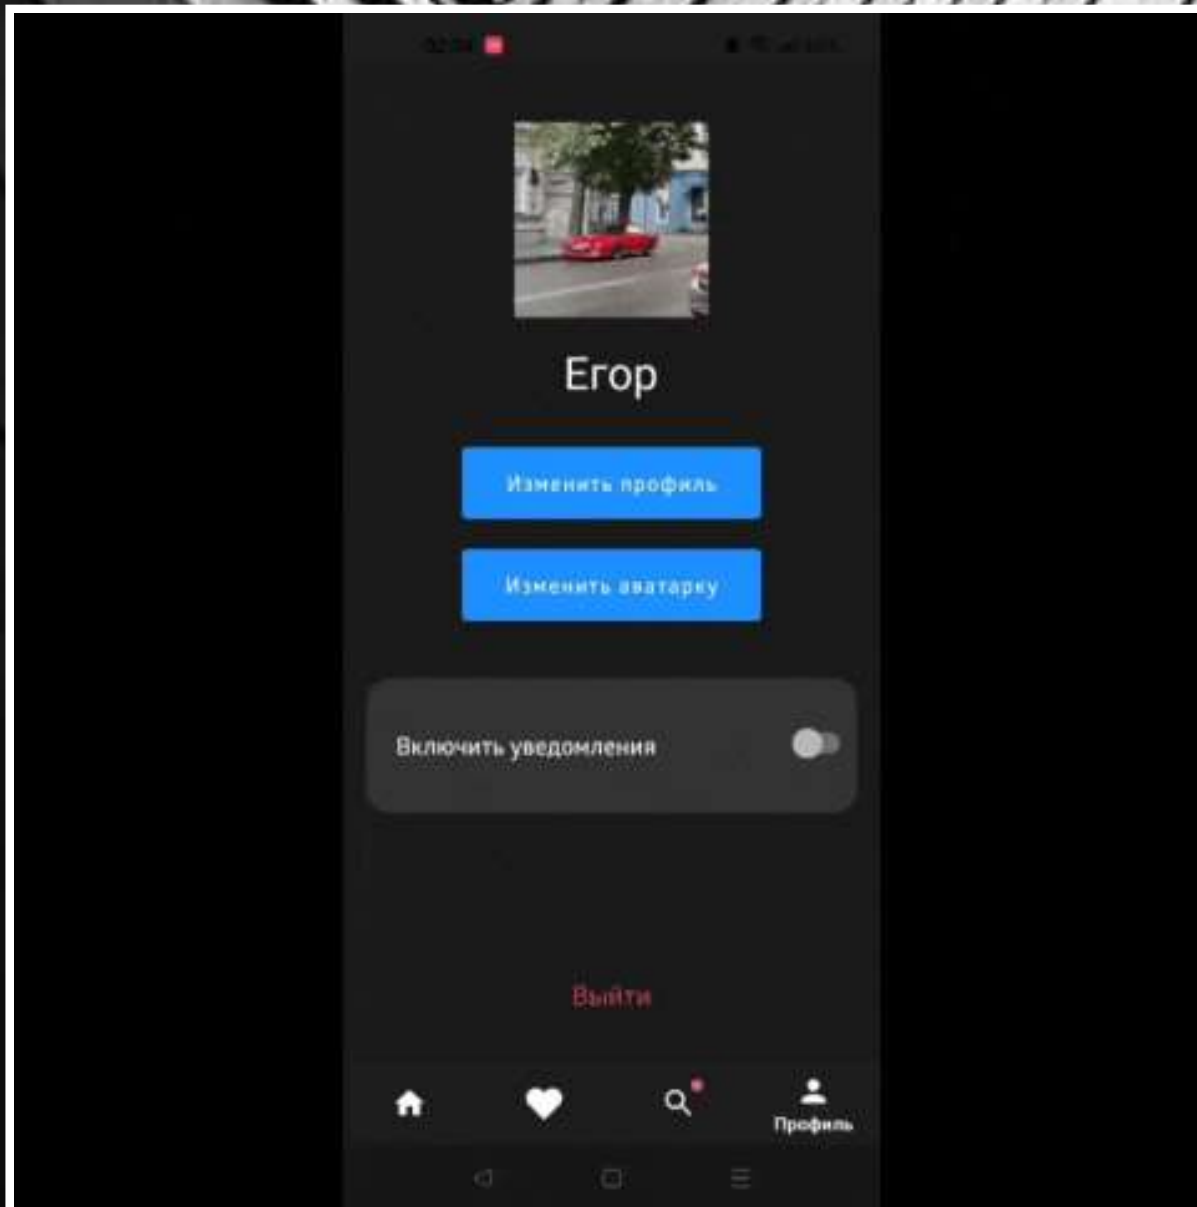 Егор
Изменить профиль
Изменить аватарку
Включить уведомления
Выйти
Профиль